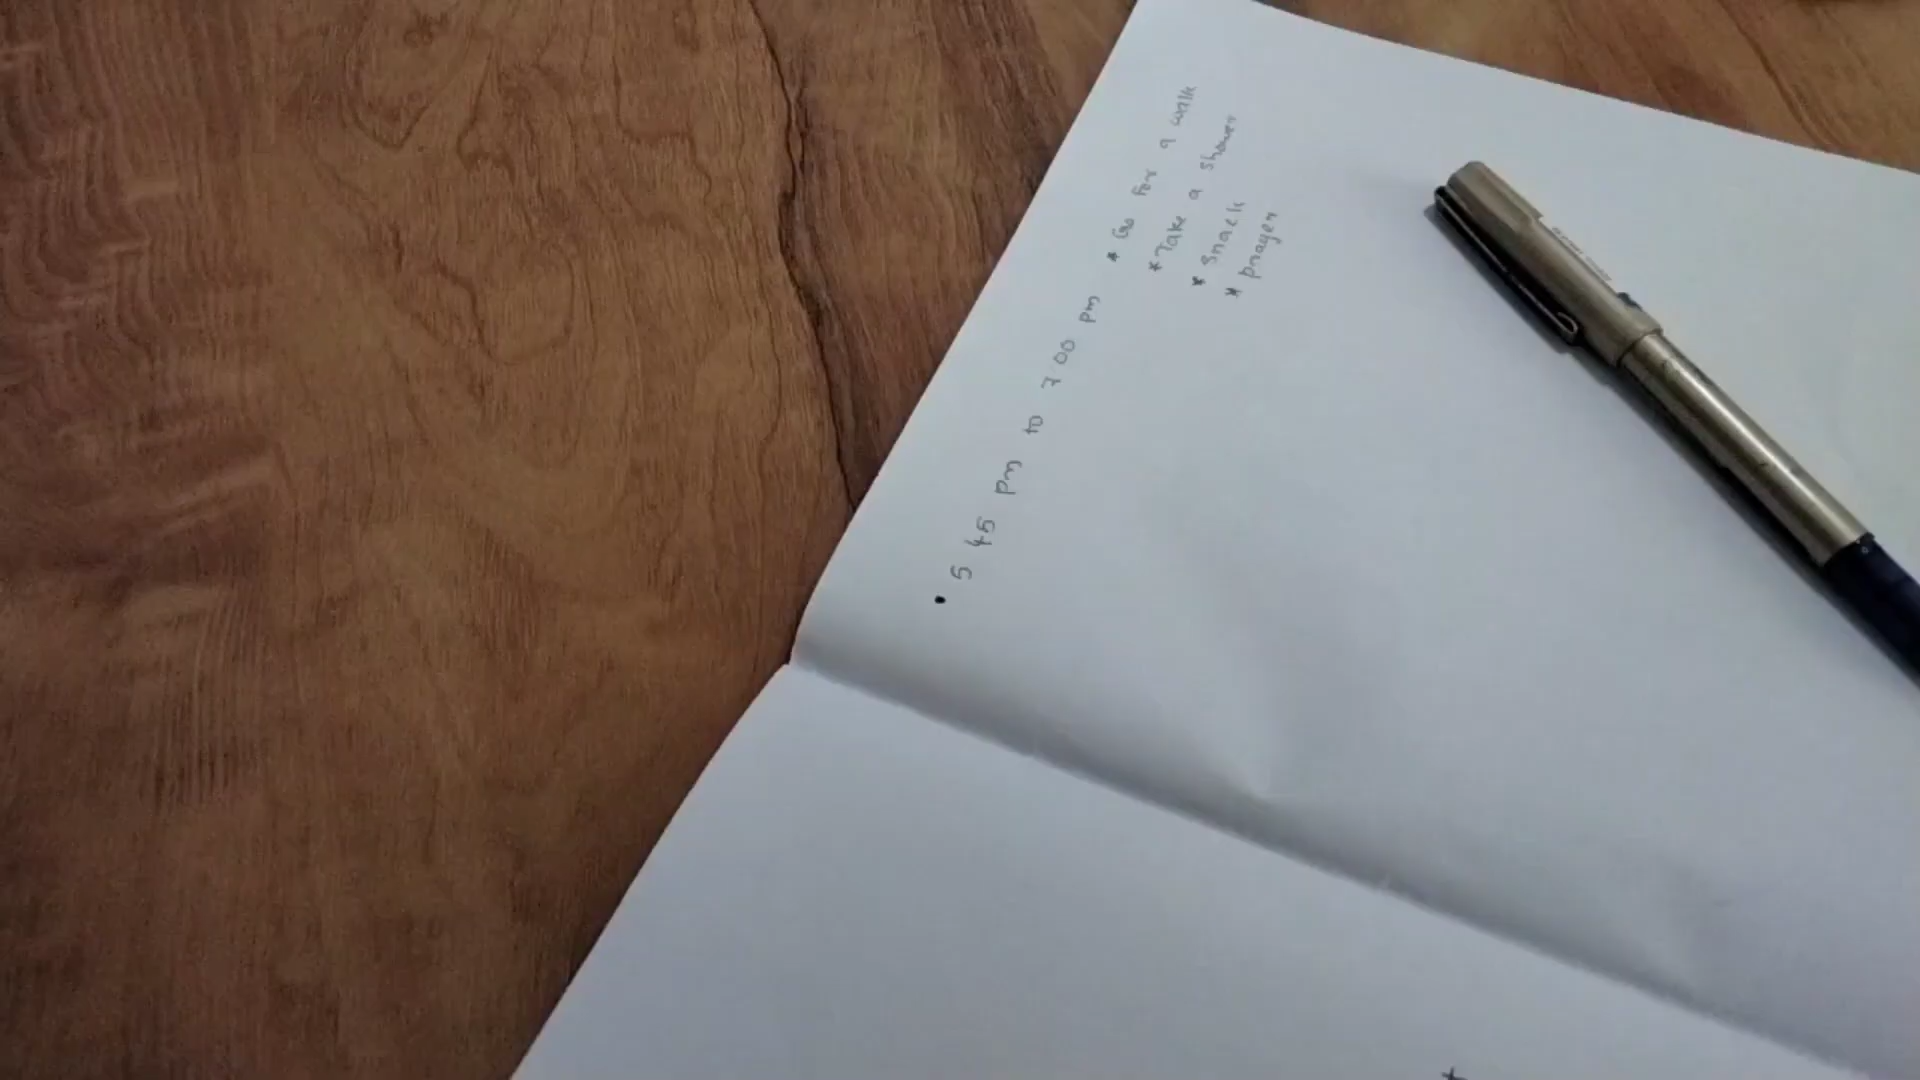 • 5 45 pm to 7:00 pm * Go for a walk
* Take a shower
* snack
* prayer